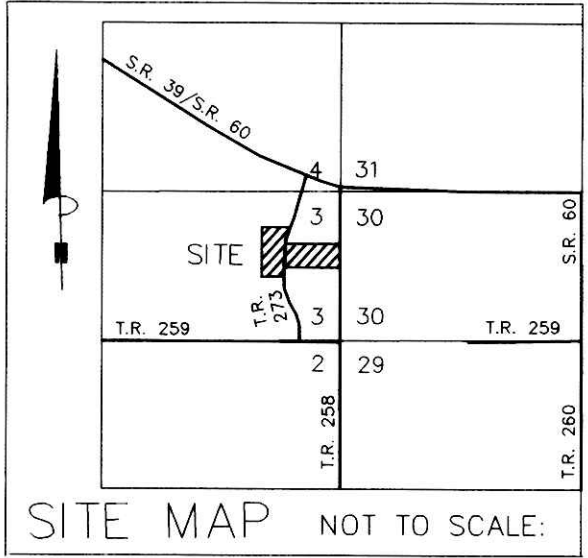 S.R. 39/S.R. 60
4 31
3 30
S.R. 60
SITE
T.R. 273
3 30
T.R. 259 T.R. 259
2 29
T.R. 258
T.R. 260
N
SITE MAP NOT TO SCALE: